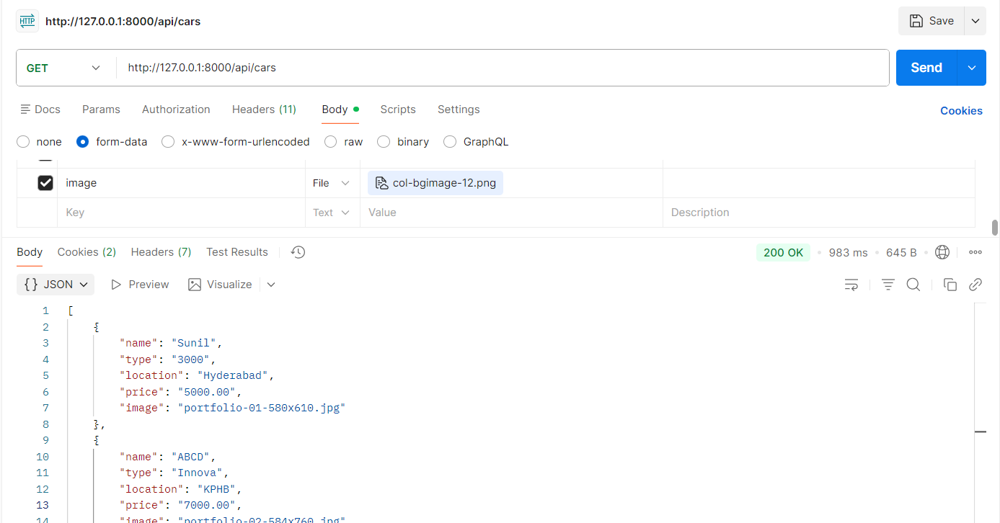 HTTP http://127.0.0.1:8000/api/cars Save
GET http://127.0.0.1:8000/api/cars Send
Docs Params Authorization Headers (11) Body Scripts Settings Cookies
none form-data x-www-form-urlencoded raw binary GraphQL
image File col-bgimage-12.png
Key Text Value Description
Body Cookies (2) Headers (7) Test Results 200 OK 983 ms 645 B
{} JSON Preview Visualize
1 [
2 {
3 "name": "Sunil",
4 "type": "3000",
5 "location": "Hyderabad",
6 "price": "5000.00",
7 "image": "portfolio-01-580x610.jpg"
8 },
9 {
10 "name": "ABCD",
11 "type": "Innova",
12 "location": "KPHB",
13 "price": "7000.00",
14 "image": "portfolio-02-584x760.jpg"